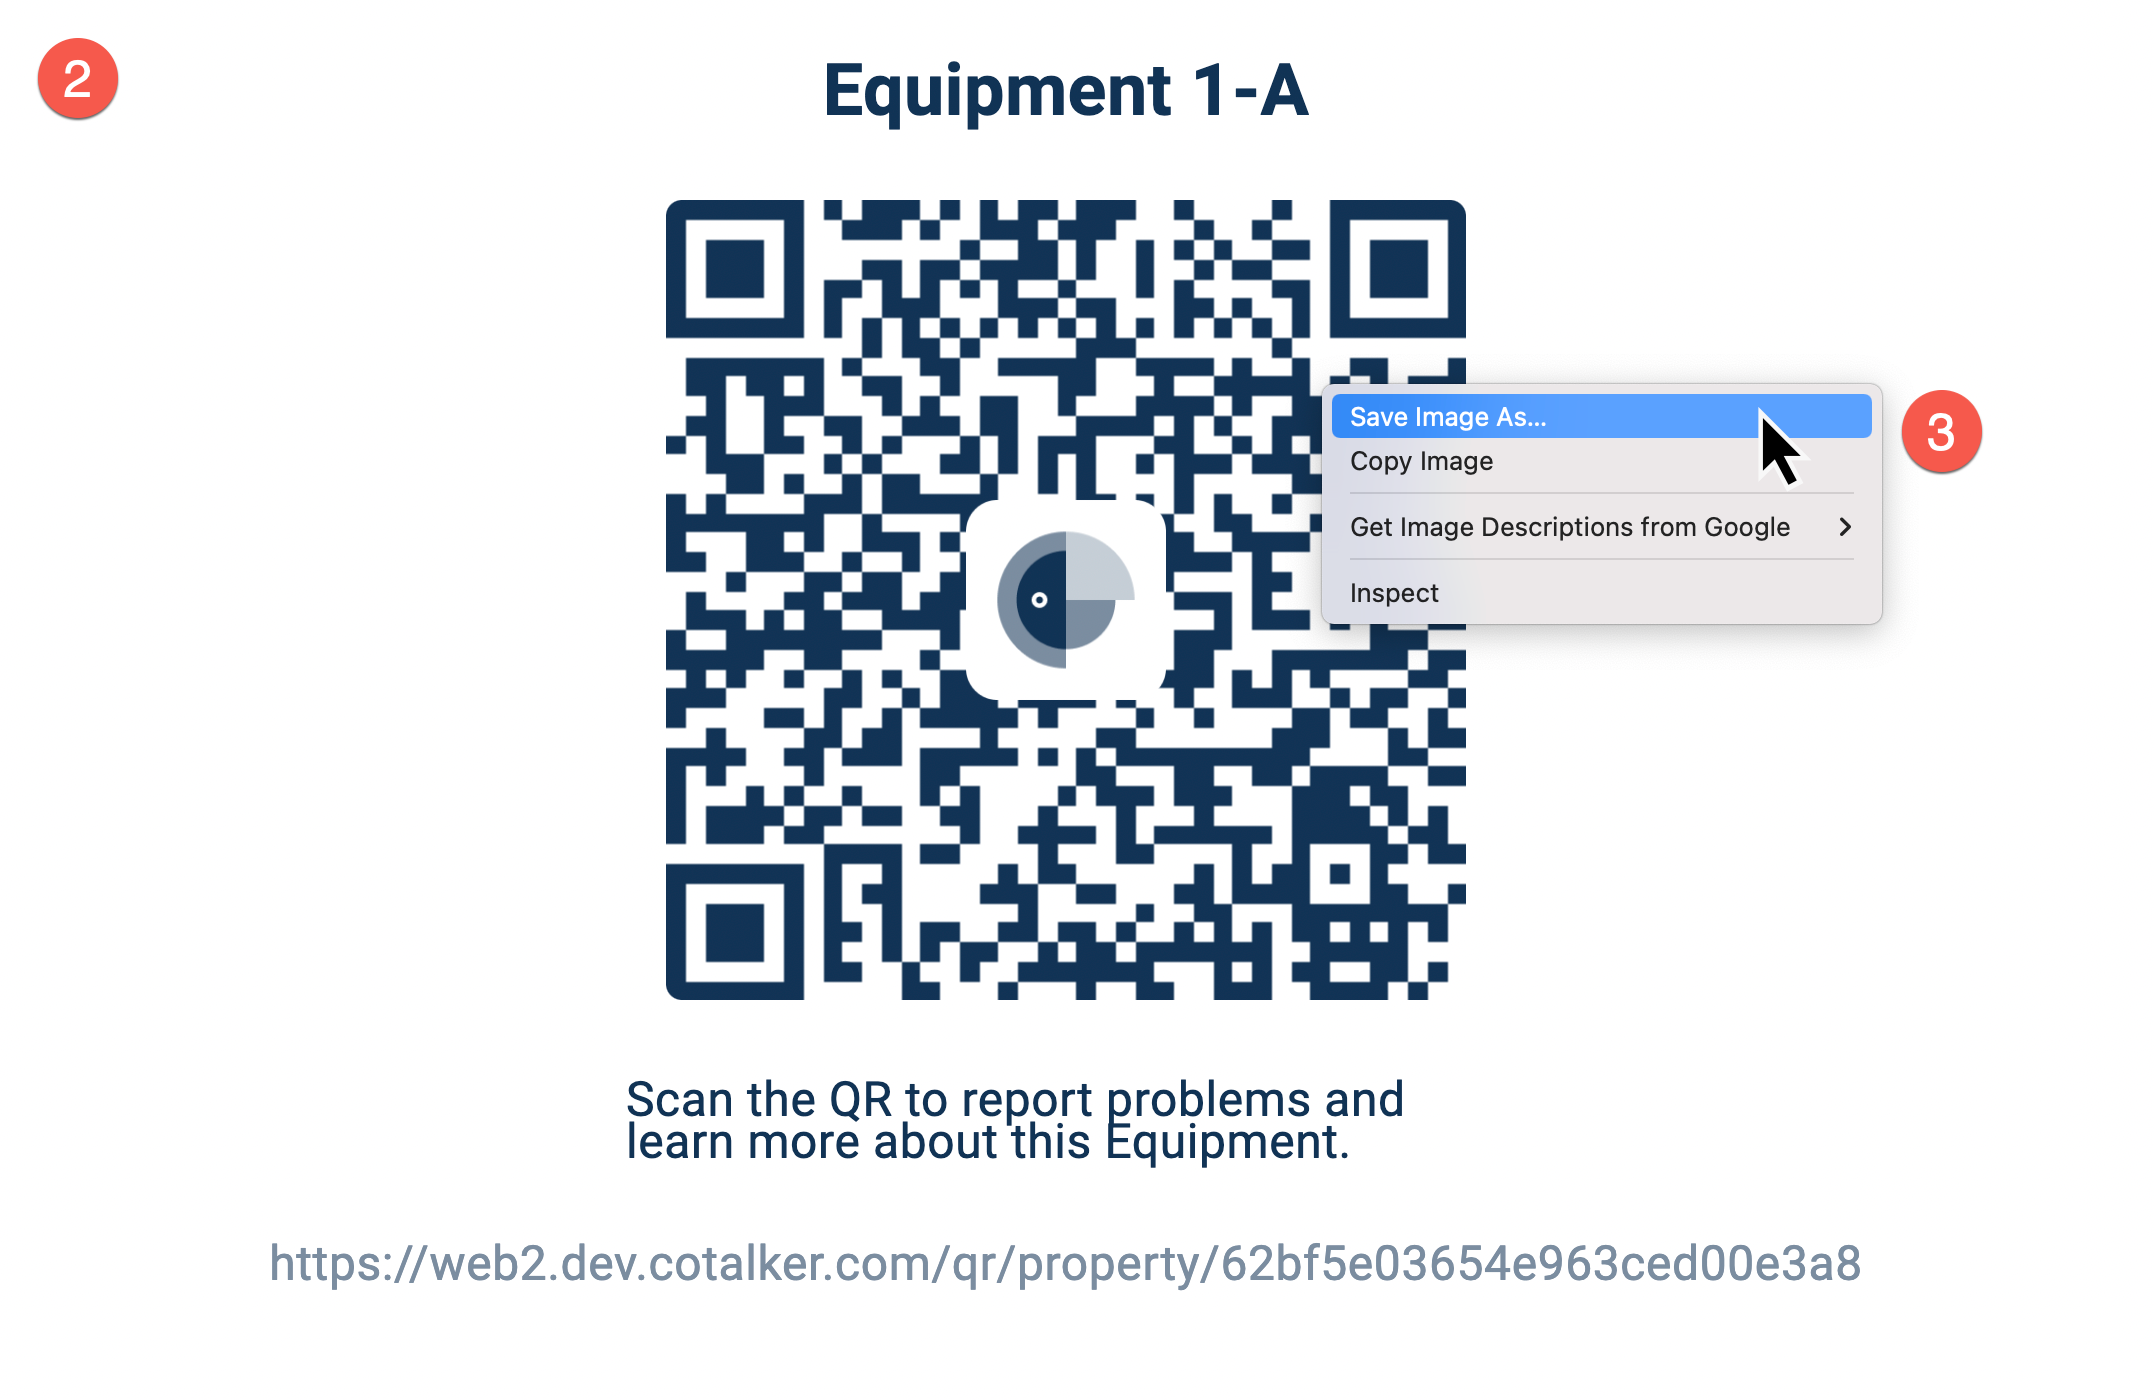 2
Equipment 1-A
Save Image As...
3
Copy Image
Get Image Descriptions from Google
Inspect
Scan the QR to report problems and
learn more about this Equipment.
https://web2.dev.cotalker.com/qr/property/62bf5e03654e963ced00e3a8